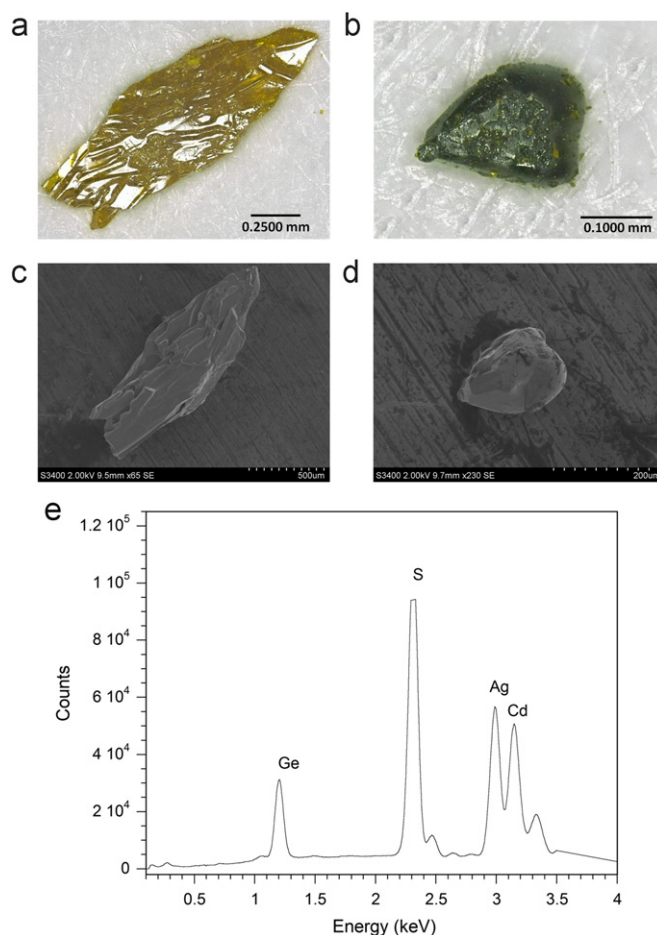 a
b
0.2500 mm
0.1000 mm
c
d
S3400 2.00kV 9.5mm x65 SE
500um
S3400 2.00kV 9.7mm x230 SE
200um
e
1.2 10⁵
1 10⁵
8 10⁴
6 10⁴
4 10⁴
2 10⁴
0
Counts
Ge
S
Ag
Cd
0.5
1
1.5
2
2.5
3
3.5
4
Energy (keV)